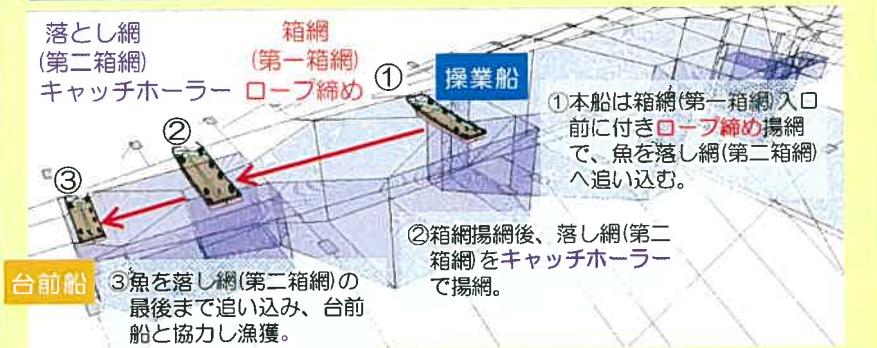 落とし網
(第二箱網)
キャッチホーラー
箱網
(第一箱網)
ロープ締め
①
操業船
②
③
①本船は箱網(第一箱網)入口
前に付きロープ締め揚網
で、魚を落し網(第二箱網)
へ追い込む。
②箱網揚網後、落し網(第二
箱網)をキャッチホーラー
で揚網。
台前船
③魚を落し網(第二箱網)の
最後まで追い込み、台前
船と協力し漁獲。